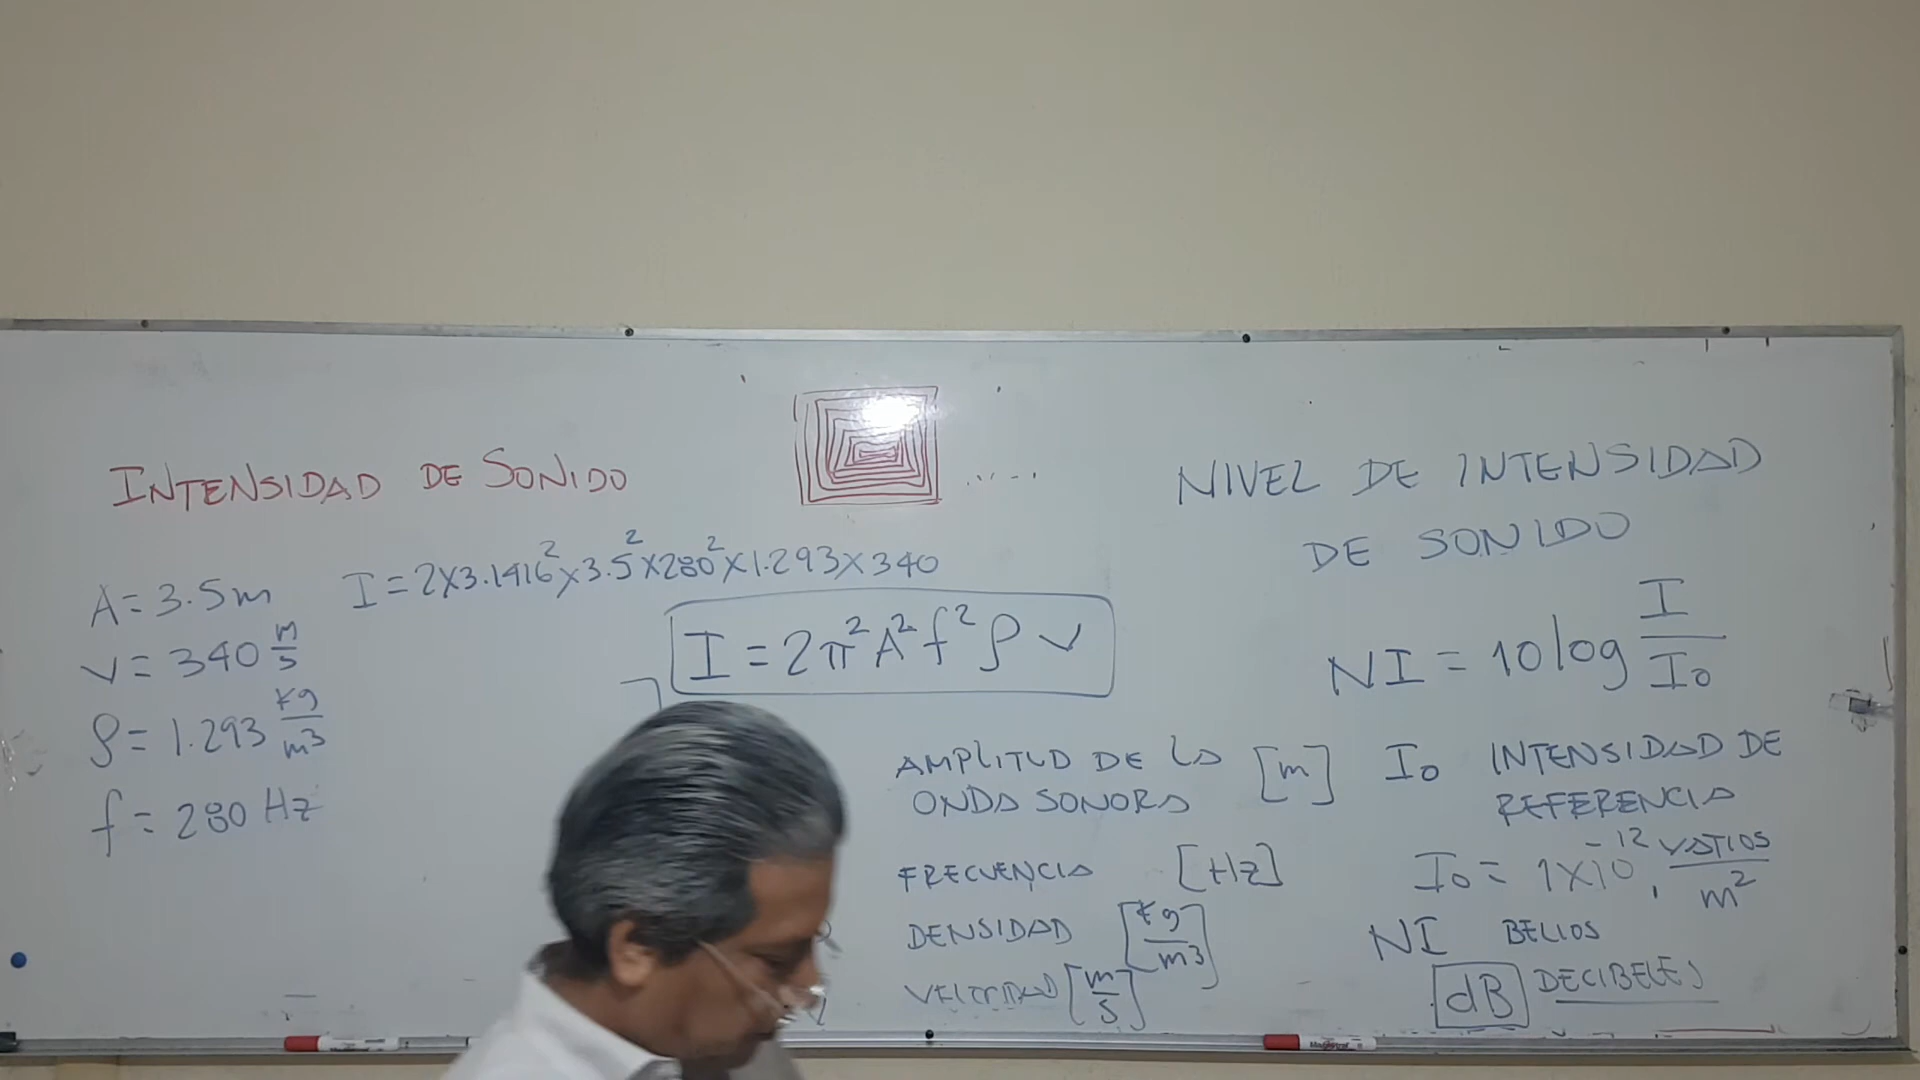 INTENSIDAD DE SONIDO
A = 3.5 m
v = 340 m/s
ρ = 1.293 kg/m³
f = 280 Hz
I = 2x3.1416²x3.5²x280²x1.293x340
I = 2π²A²f²ρv
AMPLITUD DE LA [m]
ONDA SONORA
FRECUENCIA [Hz]
DENSIDAD [kg/m³]
VELOCIDAD [m/s]
NIVEL DE INTENSIDAD
DE SONIDO
NI = 10 log I/I₀
I₀ INTENSIDAD DE
REFERENCIA
I₀ = 1x10⁻¹² vatios/m²
NI BELIOS
dB DECIBELES